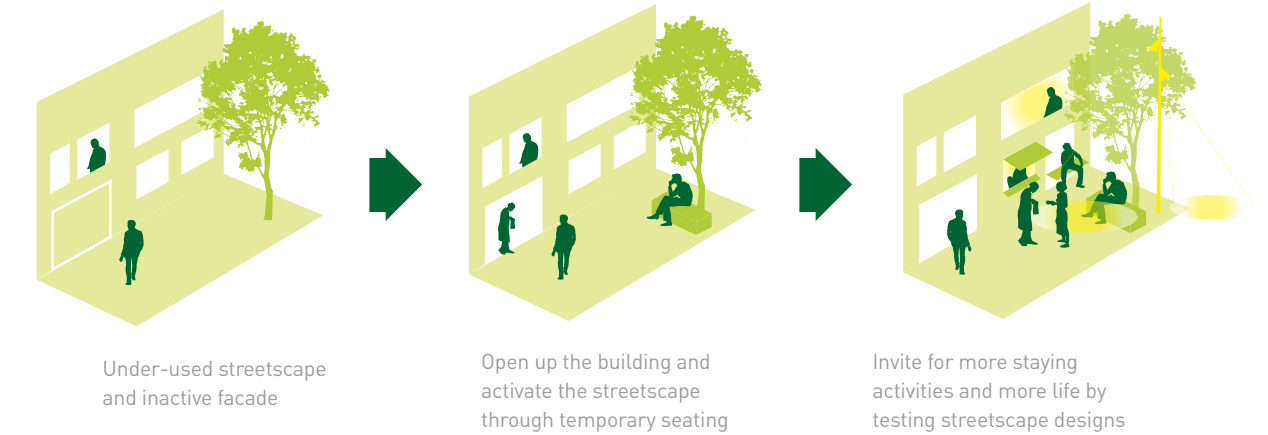 Under-used streetscape
and inactive facade
Open up the building and
activate the streetscape
through temporary seating
Invite for more staying
activities and more life by
testing streetscape designs